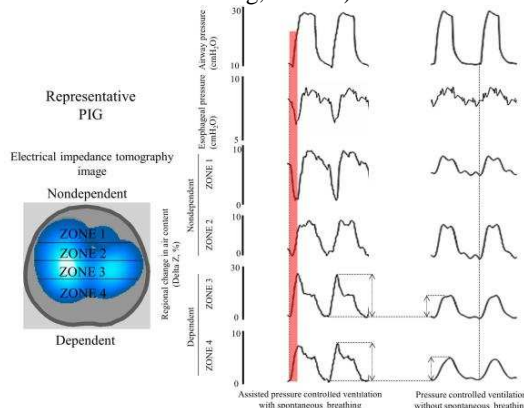 30
Airway pressure
(cmH₂O)
10
10
Esophageal pressure
(cmH₂O)
5
Representative
PIG
Electrical impedance tomography
image
Nondependent
ZONE 1
ZONE 2
ZONE 3
ZONE 4
Dependent
Regional change in air content
(Delta Z, %)
Nondependent
ZONE 1
10
0
ZONE 2
10
0
Dependent
ZONE 3
30
0
ZONE 4
10
0
Assisted pressure controlled ventilation
with spontaneous breathing
Pressure controlled ventilation
without spontaneous breathing